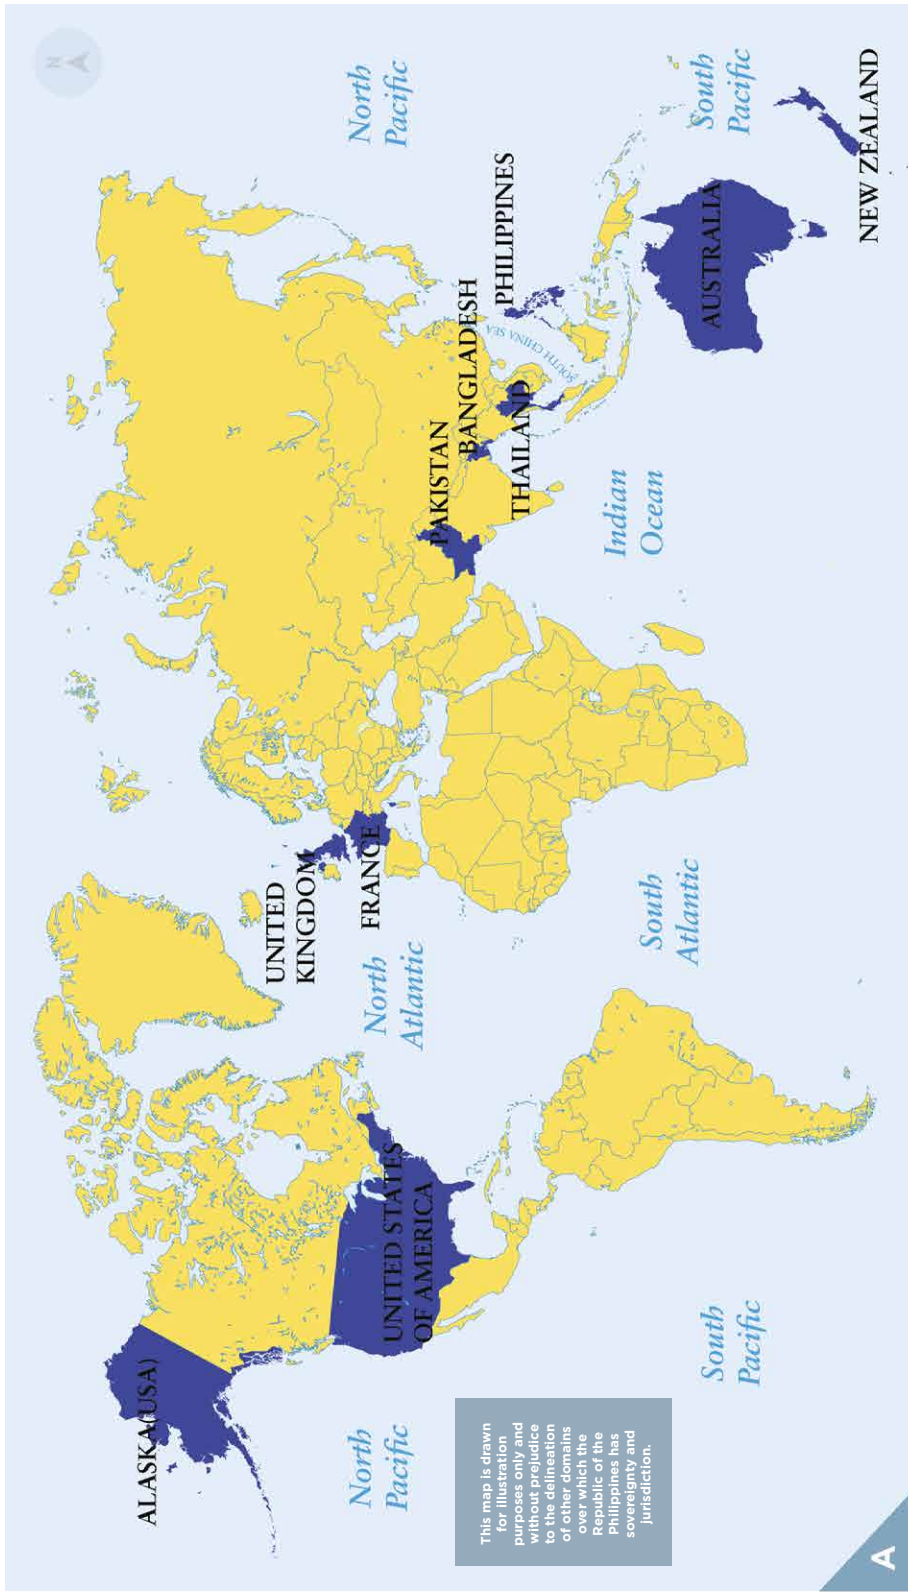 N
ALASKA(USA)
UNITED STATES
OF AMERICA
UNITED
KINGDOM
FRANCE
PAKISTAN
BANGLADESH
THAILAND
PHILIPPINES
SOUTH CHINA SEA
AUSTRALIA
NEW ZEALAND
North
Pacific
North
Atlantic
North
Pacific
South
Pacific
South
Atlantic
Indian
Ocean
South
Pacific
This map is drawn
for illustration
purposes only and
without prejudice
to the delineation
of other domains
over which the
Republic of the
Philippines has
sovereignty and
jurisdiction.
A